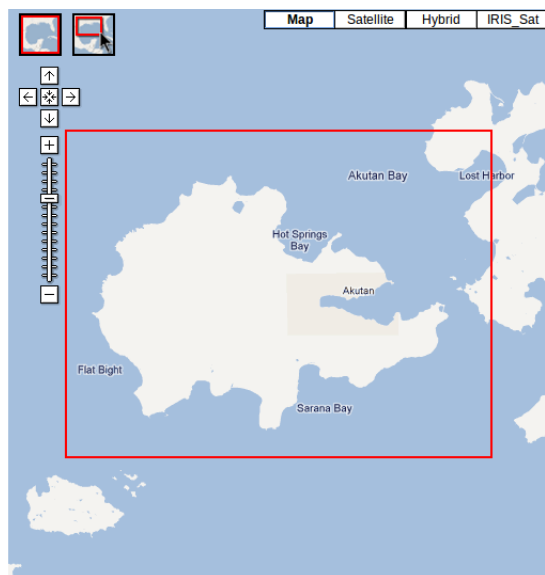 Map Satellite Hybrid IRIS_Sat
Akutan Bay
Lost Harbor
Hot Springs
Bay
Akutan
Flat Bight
Sarana Bay